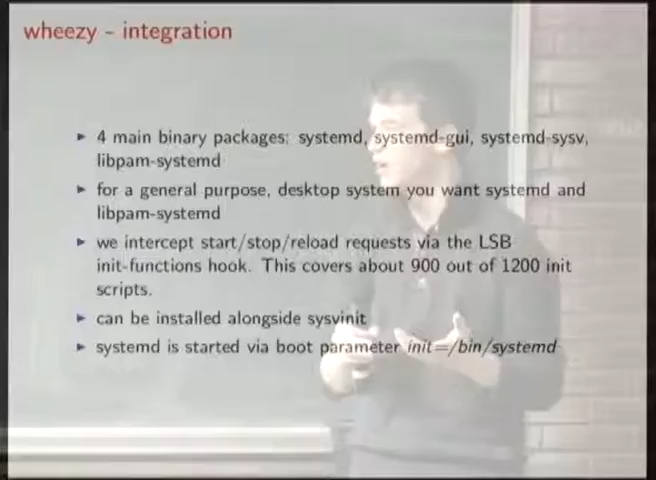 wheezy – integration
4 main binary packages: systemd, systemd-gui, systemd-sysv,
libpam-systemd
for a general purpose, desktop system you want systemd and
libpam-systemd
we intercept start/stop/reload requests via the LSB
init-functions hook. This covers about 900 out of 1200 init
scripts.
can be installed alongside sysvinit
systemd is started via boot parameter init=/bin/systemd